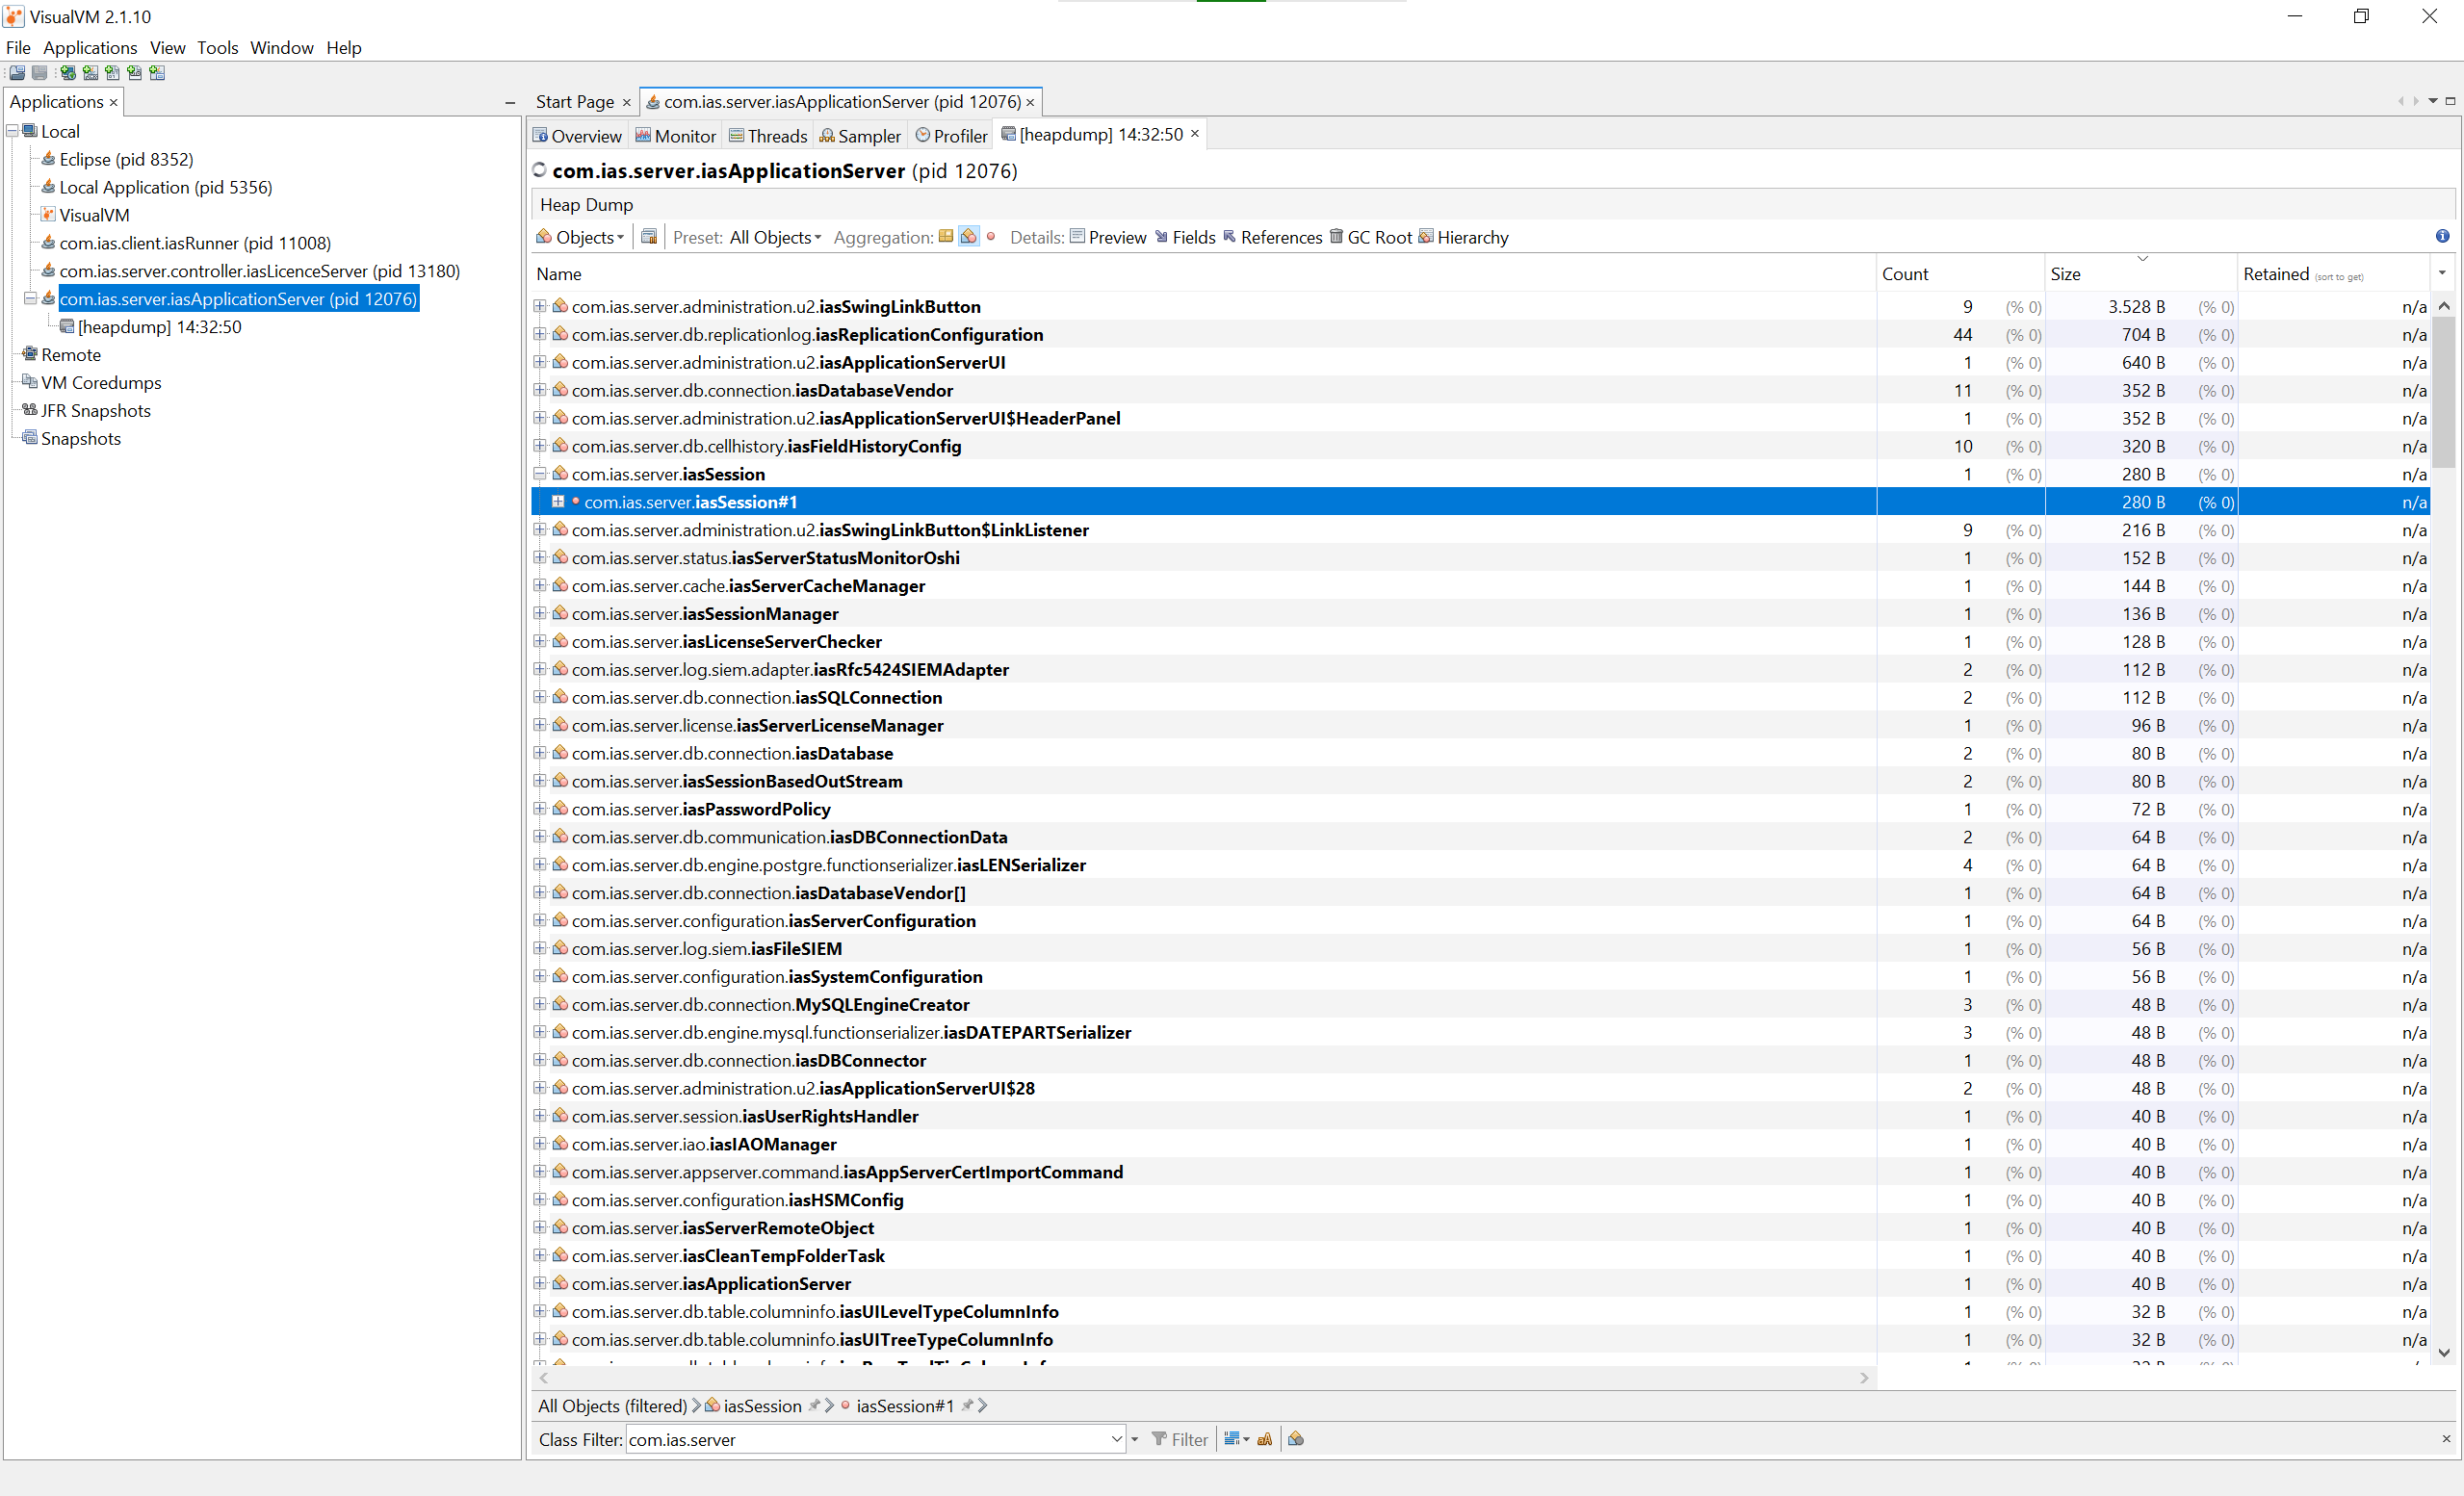 VisualVM 2.1.10
File Applications View Tools Window Help
Applications
Local
Eclipse (pid 8352)
Local Application (pid 5356)
VisualVM
com.ias.client.iasRunner (pid 11008)
com.ias.server.controller.iasLicenceServer (pid 13180)
com.ias.server.iasApplicationServer (pid 12076)
[heapdump] 14:32:50
Remote
VM Coredumps
JFR Snapshots
Snapshots
Start Page com.ias.server.iasApplicationServer (pid 12076)
Overview Monitor Threads Sampler Profiler [heapdump] 14:32:50
com.ias.server.iasApplicationServer (pid 12076)
Heap Dump
Objects Preset: All Objects Aggregation: Details: Preview Fields References GC Root Hierarchy
Name Count Size Retained (sort to get)
com.ias.server.administration.u2.iasSwingLinkButton 9 (% 0) 3.528 B (% 0) n/a
com.ias.server.db.replicationlog.iasReplicationConfiguration 44 (% 0) 704 B (% 0) n/a
com.ias.server.administration.u2.iasApplicationServerUI 1 (% 0) 640 B (% 0) n/a
com.ias.server.db.connection.iasDatabaseVendor 11 (% 0) 352 B (% 0) n/a
com.ias.server.administration.u2.iasApplicationServerUI$HeaderPanel 1 (% 0) 352 B (% 0) n/a
com.ias.server.db.cellhistory.iasFieldHistoryConfig 10 (% 0) 320 B (% 0) n/a
com.ias.server.iasSession 1 (% 0) 280 B (% 0) n/a
com.ias.server.iasSession#1 280 B (% 0) n/a
com.ias.server.administration.u2.iasSwingLinkButton$LinkListener 9 (% 0) 216 B (% 0) n/a
com.ias.server.status.iasServerStatusMonitorOshi 1 (% 0) 152 B (% 0) n/a
com.ias.server.cache.iasServerCacheManager 1 (% 0) 144 B (% 0) n/a
com.ias.server.iasSessionManager 1 (% 0) 136 B (% 0) n/a
com.ias.server.iasLicenseServerChecker 1 (% 0) 128 B (% 0) n/a
com.ias.server.log.siem.adapter.iasRfc5424SIEMAdapter 2 (% 0) 112 B (% 0) n/a
com.ias.server.db.connection.iasSQLConnection 2 (% 0) 112 B (% 0) n/a
com.ias.server.license.iasServerLicenseManager 1 (% 0) 96 B (% 0) n/a
com.ias.server.db.connection.iasDatabase 2 (% 0) 80 B (% 0) n/a
com.ias.server.iasSessionBasedOutStream 2 (% 0) 80 B (% 0) n/a
com.ias.server.iasPasswordPolicy 1 (% 0) 72 B (% 0) n/a
com.ias.server.db.communication.iasDBConnectionData 2 (% 0) 64 B (% 0) n/a
com.ias.server.db.engine.postgre.functionserializer.iasLENSerializer 4 (% 0) 64 B (% 0) n/a
com.ias.server.db.connection.iasDatabaseVendor[] 1 (% 0) 64 B (% 0) n/a
com.ias.server.configuration.iasServerConfiguration 1 (% 0) 64 B (% 0) n/a
com.ias.server.log.siem.iasFileSIEM 1 (% 0) 56 B (% 0) n/a
com.ias.server.configuration.iasSystemConfiguration 1 (% 0) 56 B (% 0) n/a
com.ias.server.db.connection.MySQLEngineCreator 3 (% 0) 48 B (% 0) n/a
com.ias.server.db.engine.mysql.functionserializer.iasDATEPARTSerializer 3 (% 0) 48 B (% 0) n/a
com.ias.server.db.connection.iasDBConnector 1 (% 0) 48 B (% 0) n/a
com.ias.server.administration.u2.iasApplicationServerUI$28 2 (% 0) 48 B (% 0) n/a
com.ias.server.session.iasUserRightsHandler 1 (% 0) 40 B (% 0) n/a
com.ias.server.iao.iasIAOManager 1 (% 0) 40 B (% 0) n/a
com.ias.server.appserver.command.iasAppServerCertImportCommand 1 (% 0) 40 B (% 0) n/a
com.ias.server.configuration.iasHSMConfig 1 (% 0) 40 B (% 0) n/a
com.ias.server.iasServerRemoteObject 1 (% 0) 40 B (% 0) n/a
com.ias.server.iasCleanTempFolderTask 1 (% 0) 40 B (% 0) n/a
com.ias.server.iasApplicationServer 1 (% 0) 40 B (% 0) n/a
com.ias.server.db.table.columninfo.iasUILevelTypeColumnInfo 1 (% 0) 32 B (% 0) n/a
com.ias.server.db.table.columninfo.iasUITreeTypeColumnInfo 1 (% 0) 32 B (% 0) n/a
All Objects (filtered) iasSession iasSession#1
Class Filter: com.ias.server Filter aA